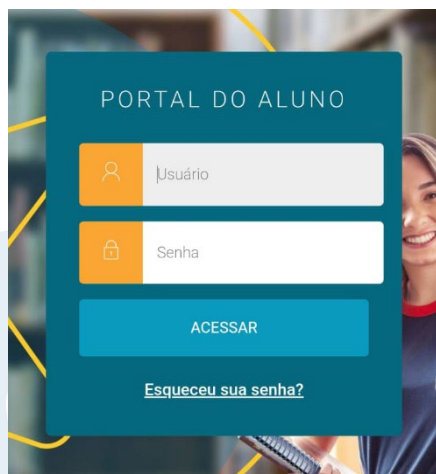 PORTAL DO ALUNO
Usuário
Senha
ACESSAR
Esqueceu sua senha?